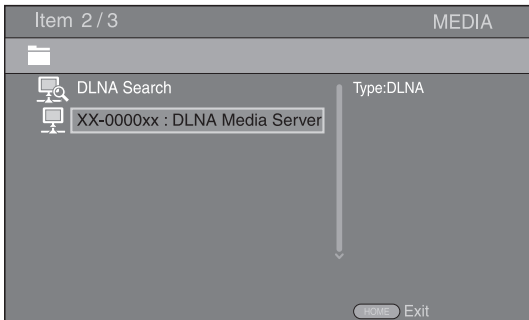 Item 2/3 MEDIA
DLNA Search
Type:DLNA
XX-0000xx : DLNA Media Server
HOME Exit